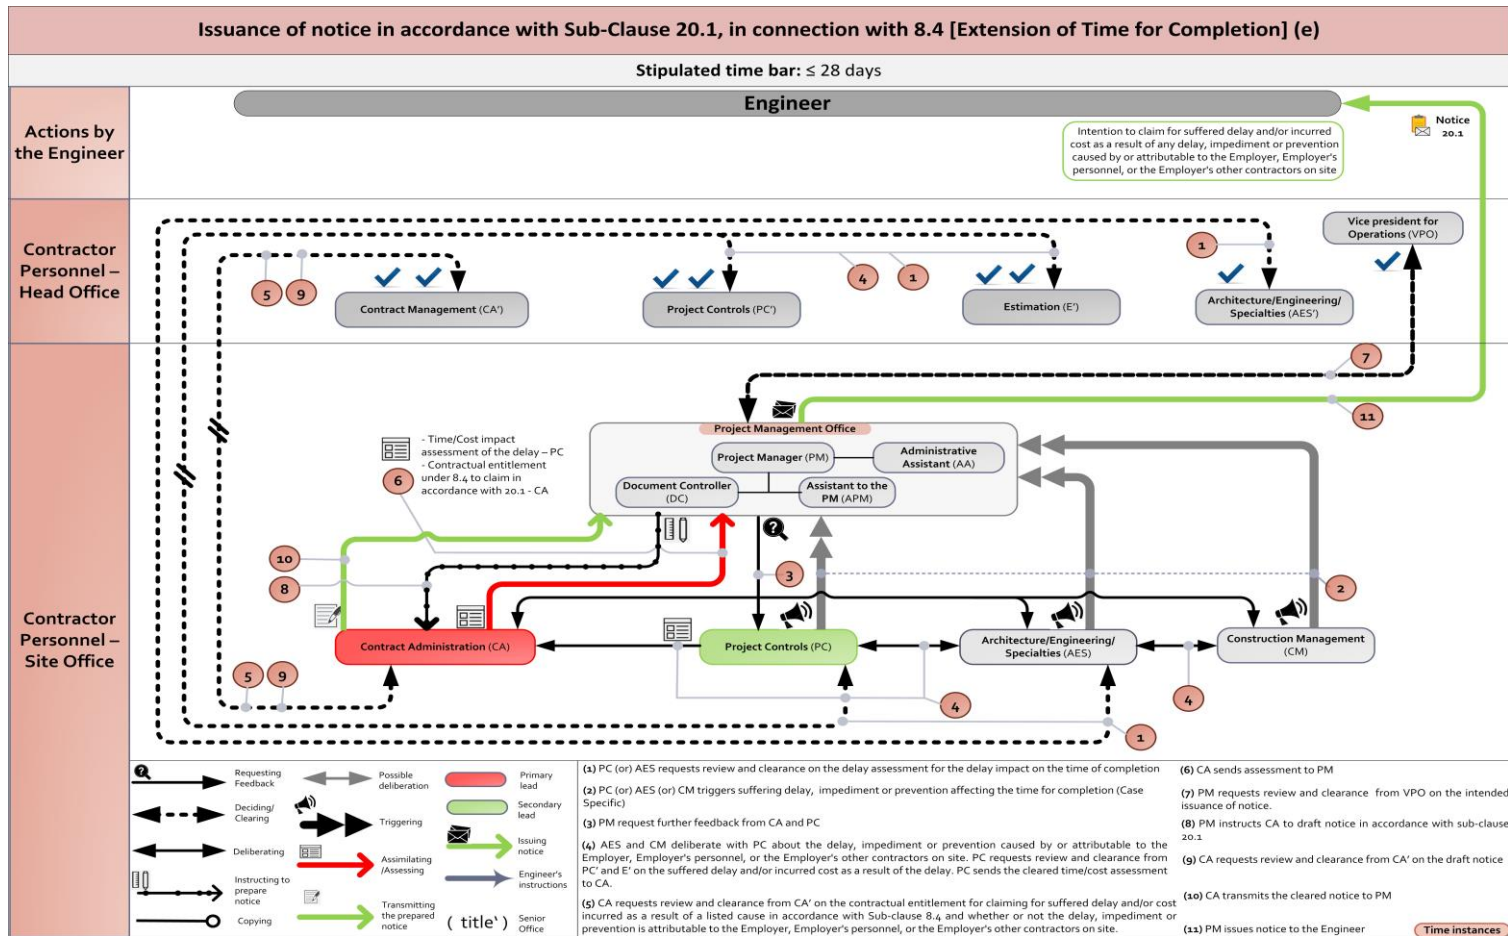 Issuance of notice in accordance with Sub-Clause 20.1, in connection with 8.4 [Extension of Time for Completion] (e)
Stipulated time bar: ≤ 28 days
Actions by
the Engineer
Engineer
Notice
20.1
Intention to claim for suffered delay and/or incurred
cost as a result of any delay, impediment or prevention
caused by or attributable to the Employer, Employer's
personnel, or the Employer's other contractors on site
Contractor
Personnel –
Head Office
Vice president for
Operations (VPO)
1
5
9
4
1
Contract Management (CA')
Project Controls (PC')
Estimation (E')
Architecture/Engineering/
Specialties (AES')
7
11
Contractor
Personnel –
Site Office
- Time/Cost impact
assessment of the delay – PC
- Contractual entitlement
under 8.4 to claim in
accordance with 20.1 - CA
6
Project Management Office
Project Manager (PM)
Administrative
Assistant (AA)
Document Controller
(DC)
Assistant to the
PM (APM)
10
8
3
2
Contract Administration (CA)
Project Controls (PC)
Architecture/Engineering/
Specialties (AES)
Construction Management
(CM)
5
9
4
4
1
Requesting
Feedback
Deciding/
Clearing
Deliberating
Instructing to
prepare
notice
Copying
Possible
deliberation
Triggering
Assimilating
/Assessing
Transmitting
the prepared
notice
Primary
lead
Secondary
lead
Issuing
notice
Engineer's
instructions
( title‛ )
Senior
Office
(1) PC (or) AES requests review and clearance on the delay assessment for the delay impact on the time of completion
(2) PC (or) AES (or) CM triggers suffering delay, impediment or prevention affecting the time for completion (Case
Specific)
(3) PM request further feedback from CA and PC
(4) AES and CM deliberate with PC about the delay, impediment or prevention caused by or attributable to the
Employer, Employer's personnel, or the Employer's other contractors on site. PC requests review and clearance from
PC' and E' on the suffered delay and/or incurred cost as a result of the delay. PC sends the cleared time/cost assessment
to CA.
(5) CA requests review and clearance from CA' on the contractual entitlement for claiming for suffered delay and/or cost
incurred as a result of a listed cause in accordance with Sub-clause 8.4 and whether or not the delay, impediment or
prevention is attributable to the Employer, Employer's personnel, or the Employer's other contractors on site.
(6) CA sends assessment to PM
(7) PM requests review and clearance from VPO on the intended
issuance of notice.
(8) PM instructs CA to draft notice in accordance with sub-clause
20.1
(9) CA requests review and clearance from CA' on the draft notice
(10) CA transmits the cleared notice to PM
(11) PM issues notice to the Engineer
Time instances